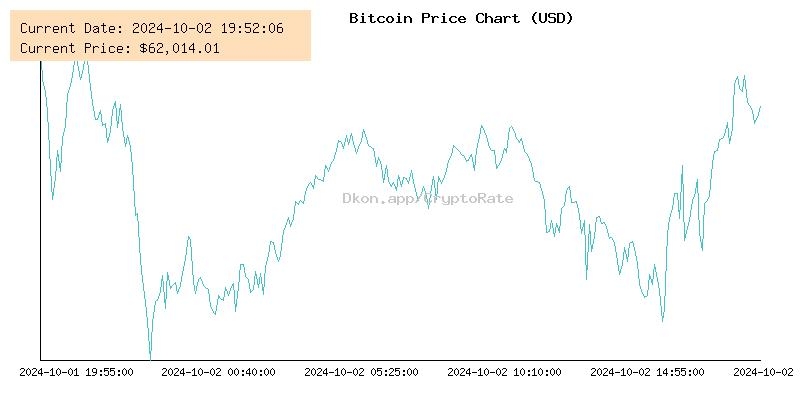 Bitcoin Price Chart (USD)
Current Date: 2024-10-02 19:52:06
Current Price: $62,014.01
Dkon.app/CryptoRate
2024-10-01 19:55:00 2024-10-02 00:40:00 2024-10-02 05:25:00 2024-10-02 10:10:00 2024-10-02 14:55:00 2024-10-02